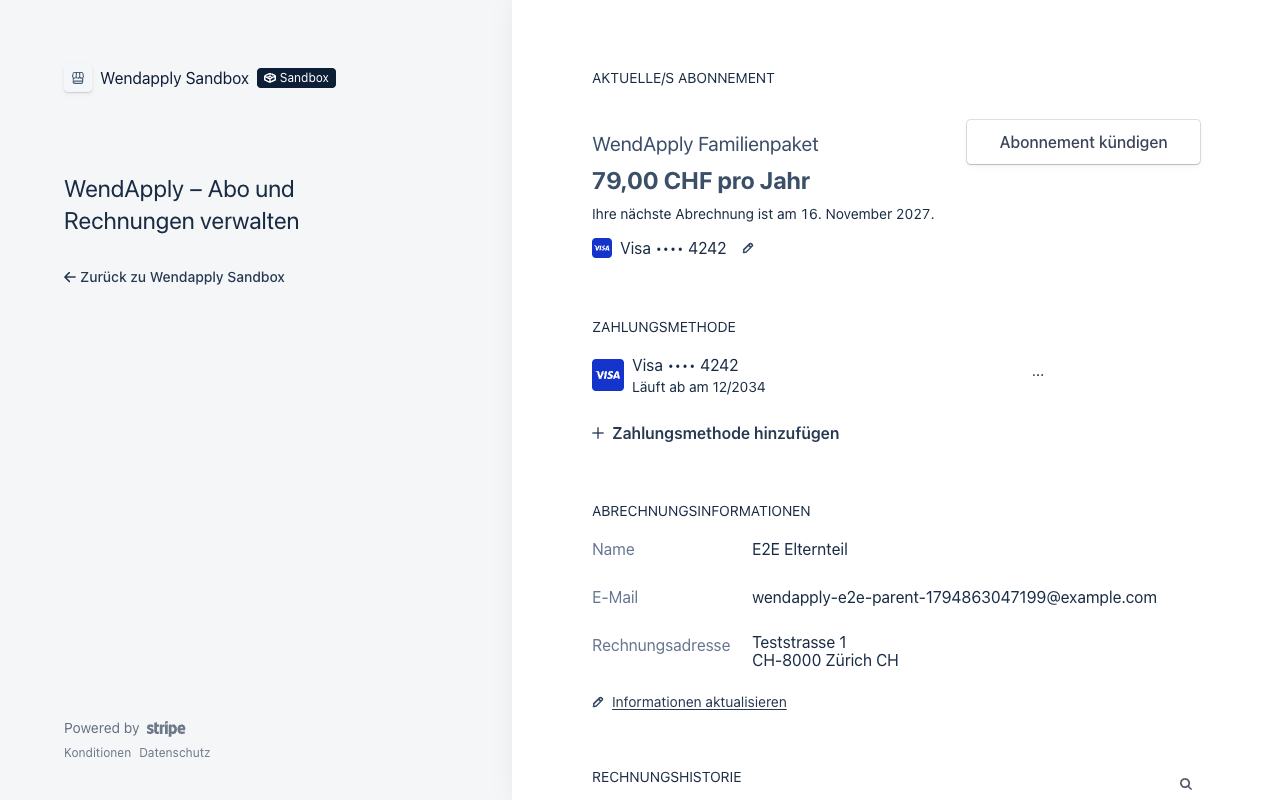 Wendapply Sandbox Sandbox
WendApply – Abo und
Rechnungen verwalten
Zurück zu Wendapply Sandbox
Powered by stripe
Konditionen Datenschutz
AKTUELLE/S ABONNEMENT
WendApply Familienpaket
Abonnement kündigen
79,00 CHF pro Jahr
Ihre nächste Abrechnung ist am 16. November 2027.
VISA Visa •••• 4242
ZAHLUNGSMETHODE
VISA Visa •••• 4242
Läuft ab am 12/2034
...
Zahlungsmethode hinzufügen
ABRECHNUNGSINFORMATIONEN
Name E2E Elternteil
E-Mail wendapply-e2e-parent-1794863047199@example.com
Rechnungsadresse Teststrasse 1
CH-8000 Zürich CH
Informationen aktualisieren
RECHNUNGSHISTORIE